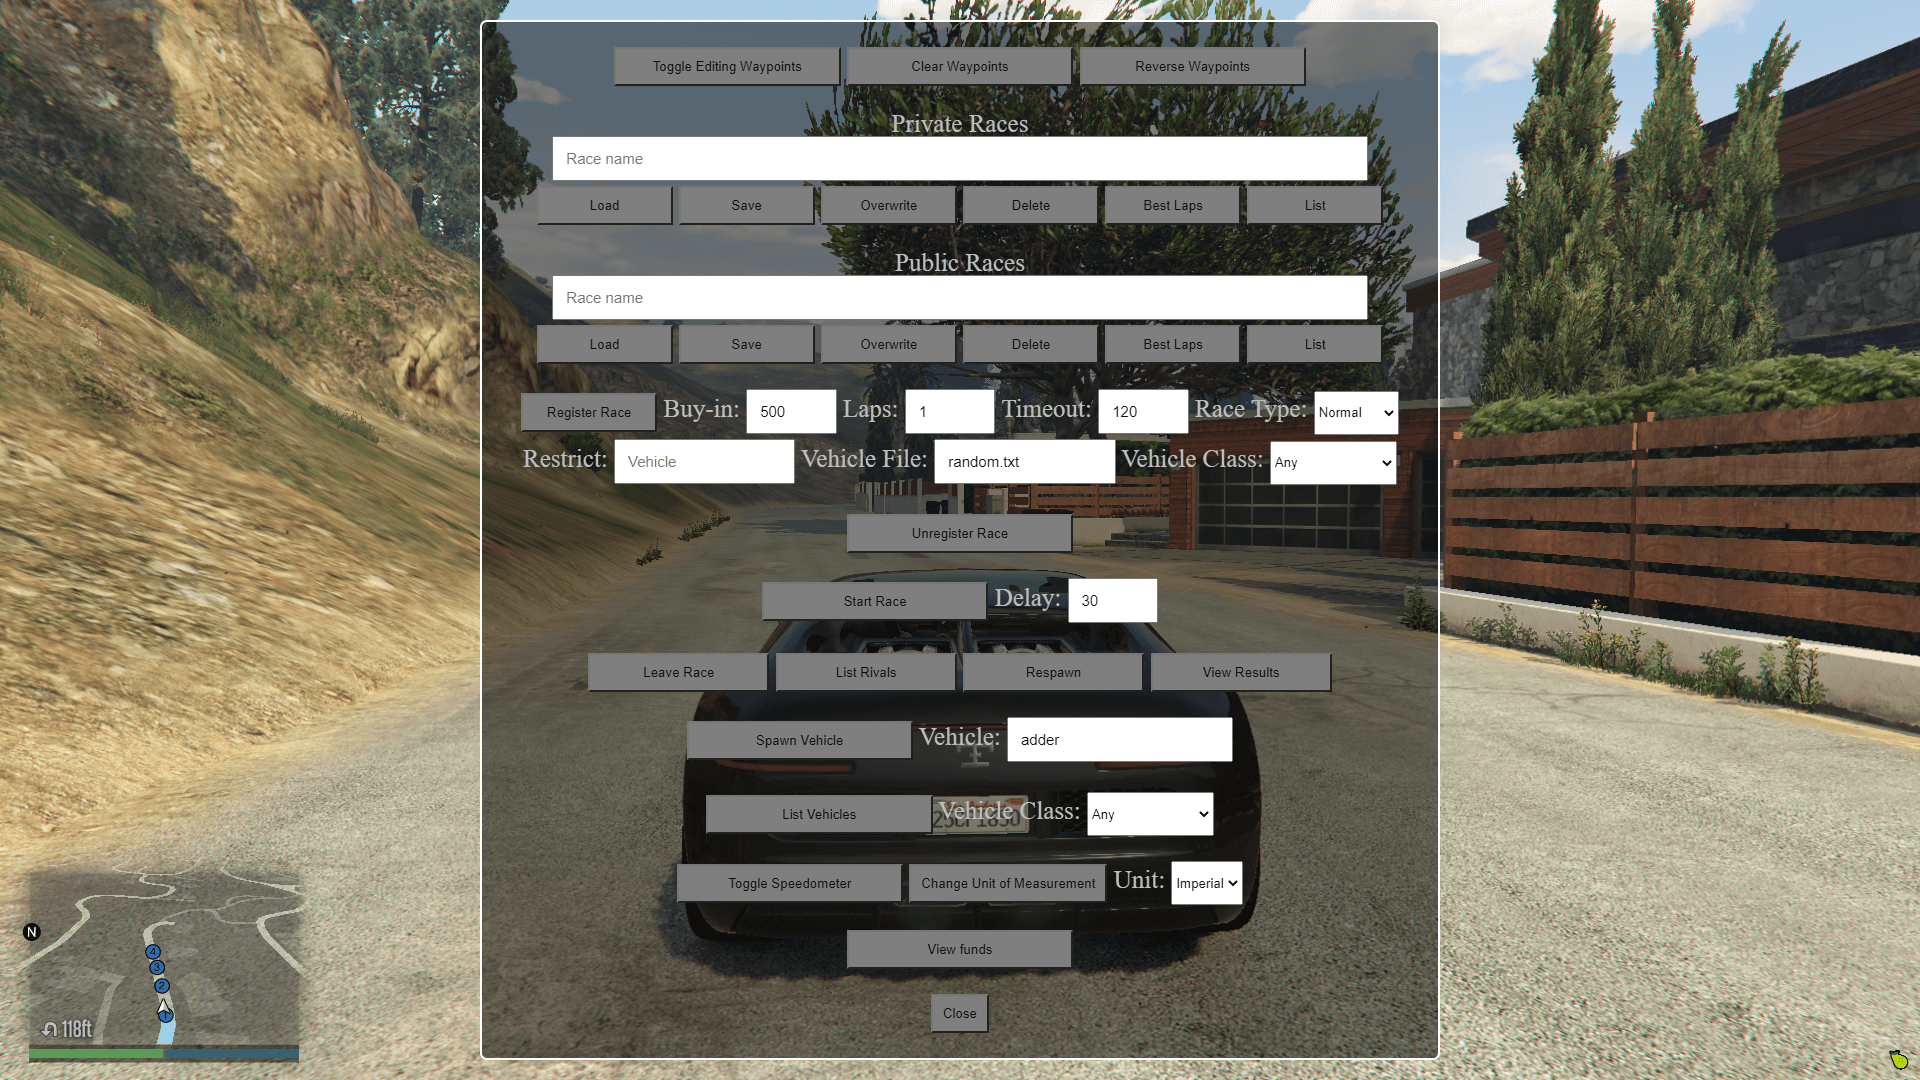 Toggle Editing Waypoints Clear Waypoints Reverse Waypoints
Private Races
Race name
Load Save Overwrite Delete Best Laps List
Public Races
Race name
Load Save Overwrite Delete Best Laps List
Register Race Buy-in: 500 Laps: 1 Timeout: 120 Race Type: Normal
Restrict: Vehicle Vehicle File: random.txt Vehicle Class: Any
Unregister Race
Start Race Delay: 30
Leave Race List Rivals Respawn View Results
Spawn Vehicle Vehicle: adder
List Vehicles Vehicle Class: Any
Toggle Speedometer Change Unit of Measurement Unit: Imperial
View funds
Close
N
4
3
2
1
118ft